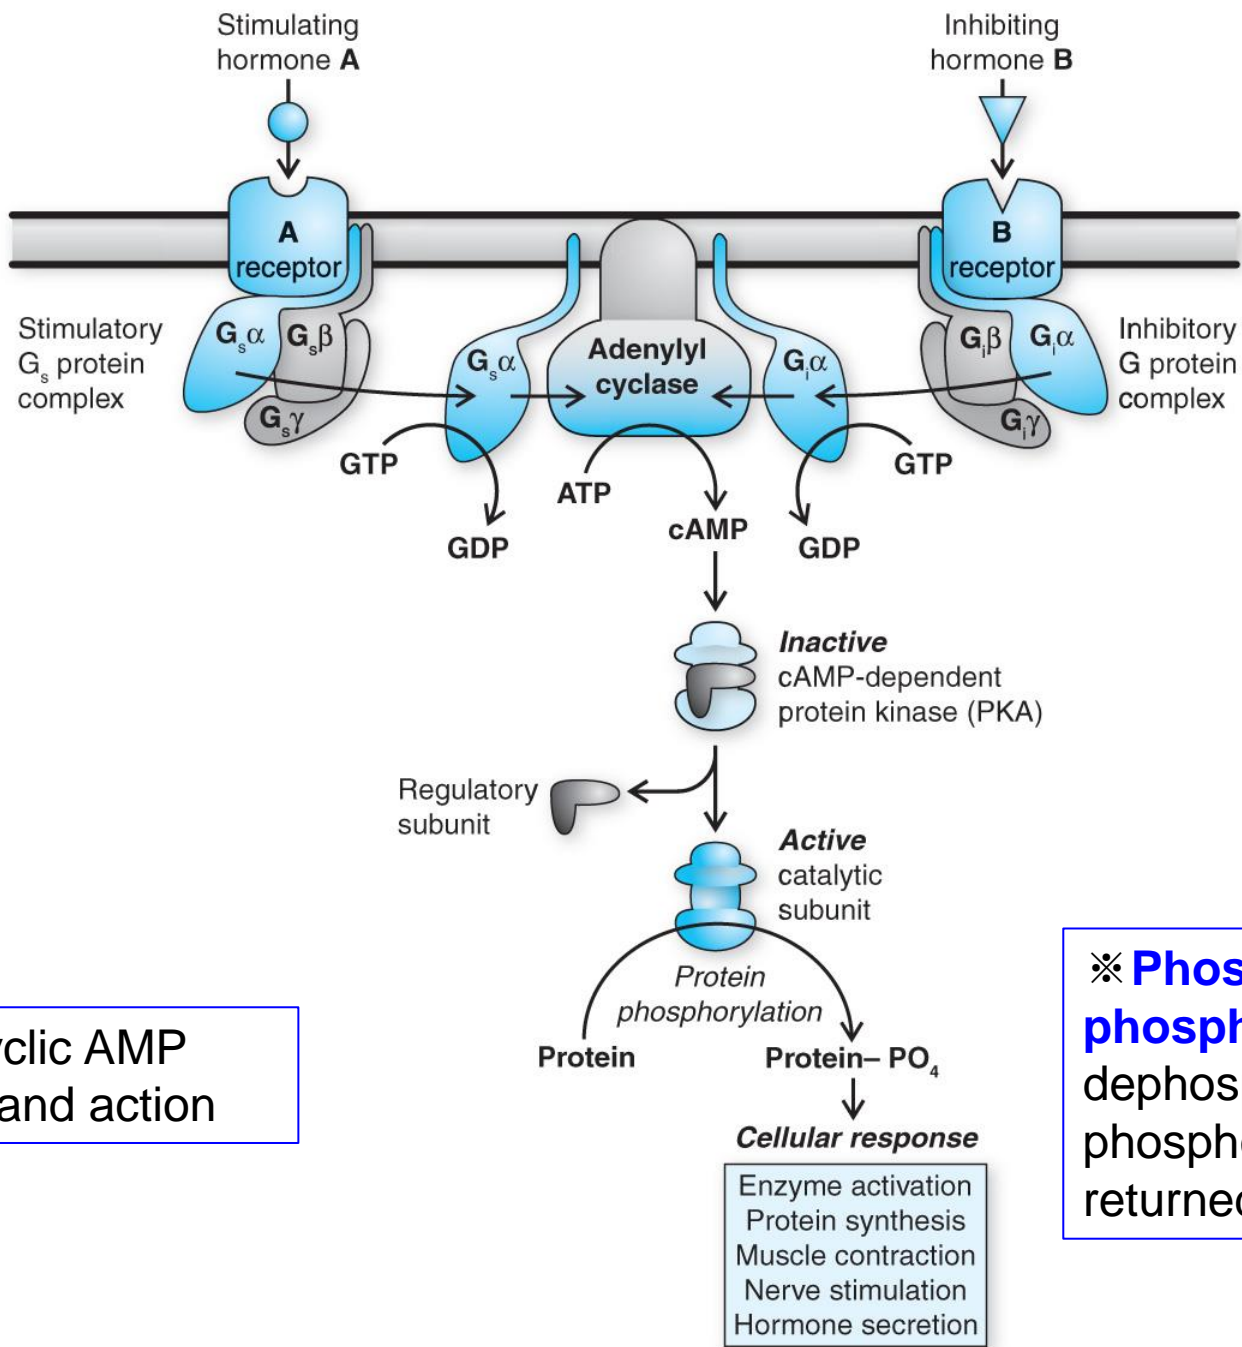 Stimulating
hormone A
Inhibiting
hormone B
A
receptor
B
receptor
Stimulatory
Gₛ protein
complex
Gₛα
Gₛβ
Gₛγ
Gₛα
Adenylyl
cyclase
Gᵢα
Gᵢβ
Gᵢα
Gᵢγ
Inhibitory
G protein
complex
GTP
GDP
ATP
cAMP
GTP
GDP
Inactive
cAMP-dependent
protein kinase (PKA)
Regulatory
subunit
Active
catalytic
subunit
Protein
phosphorylation
Protein
Protein– PO₄
Cellular response
Enzyme activation
Protein synthesis
Muscle contraction
Nerve stimulation
Hormone secretion
AMP
and action
※
returned